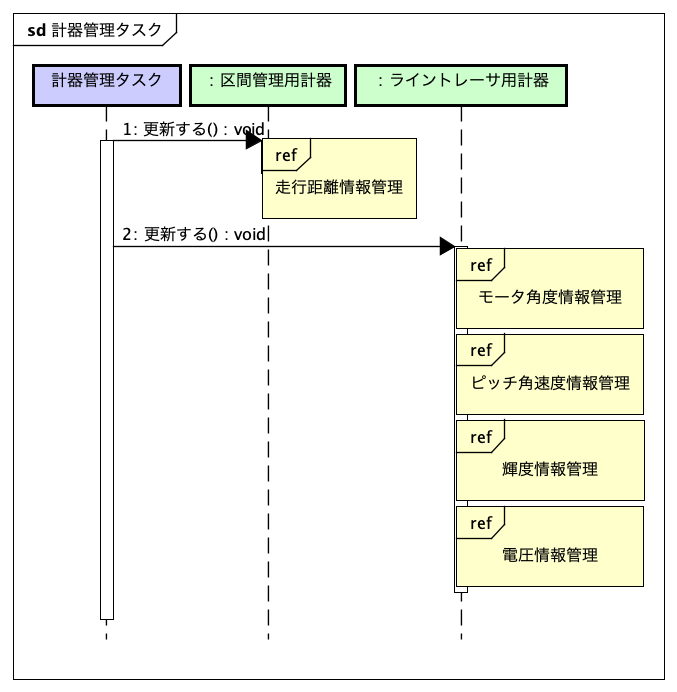 sd 計器管理タスク
計器管理タスク
：区間管理用計器
：ライントレーサ用計器
1: 更新する() : void
ref
走行距離情報管理
2: 更新する() : void
ref
モータ角度情報管理
ref
ピッチ角速度情報管理
ref
輝度情報管理
ref
電圧情報管理